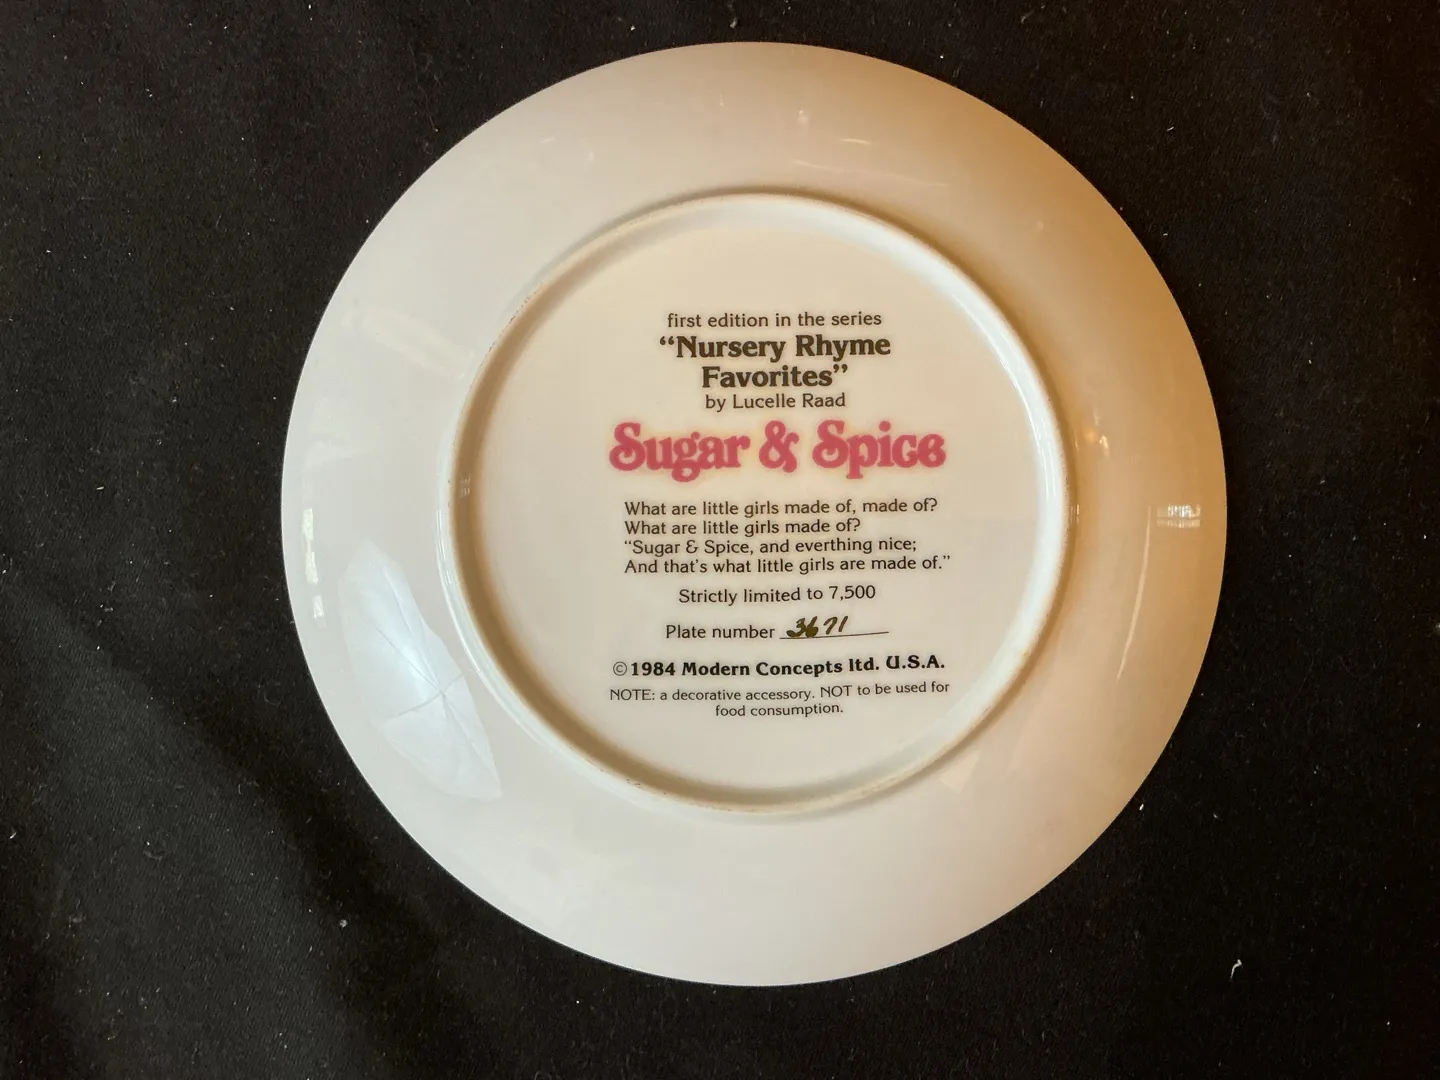 first edition in the series
“Nursery Rhyme
Favorites”
by Lucelle Raad
Sugar & Spice
What are little girls made of, made of?
What are little girls made of?
“Sugar & Spice, and everthing nice;
And that's what little girls are made of.”
Strictly limited to 7,500
Plate number 3671
©1984 Modern Concepts ltd. U.S.A.
NOTE: a decorative accessory. NOT to be used for
food consumption.